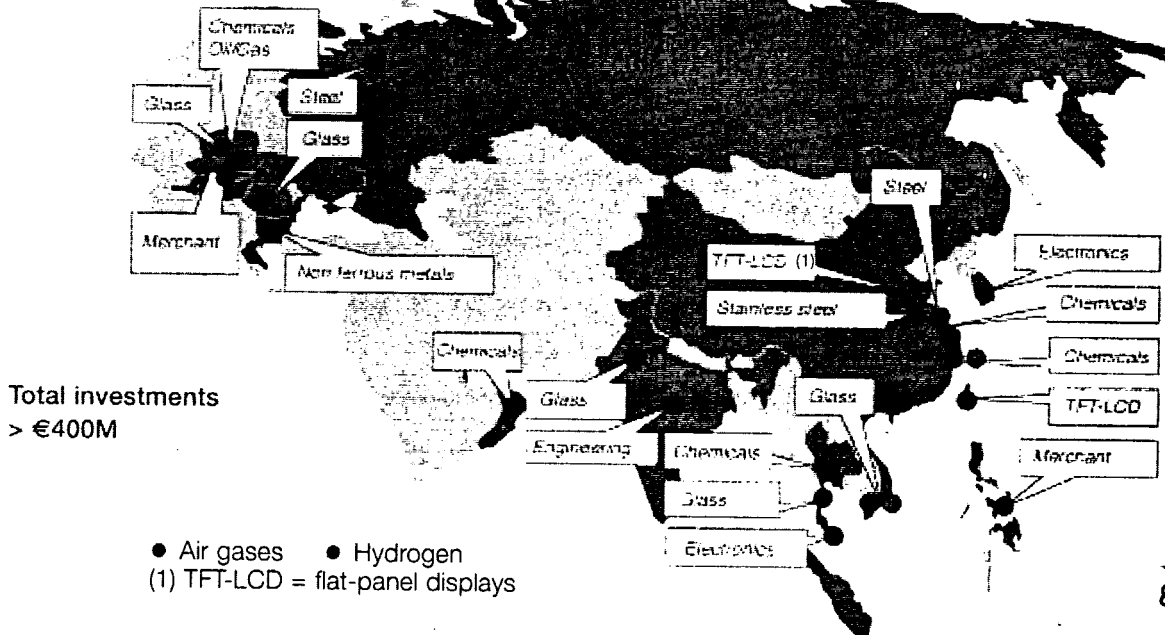 Chemicals
OWGas
Glass
Steel
Glass
Merchant
Non ferrous metals
Steel
TFT-LCD (1)
Electronics
Stainless steel
Chemicals
Chemicals
Chemicals
Glass
Glass
TFT-LCD
Engineering
Chemicals
Merchant
Glass
Electronics
Total investments
> €400M
● Air gases ● Hydrogen
(1) TFT-LCD = flat-panel displays